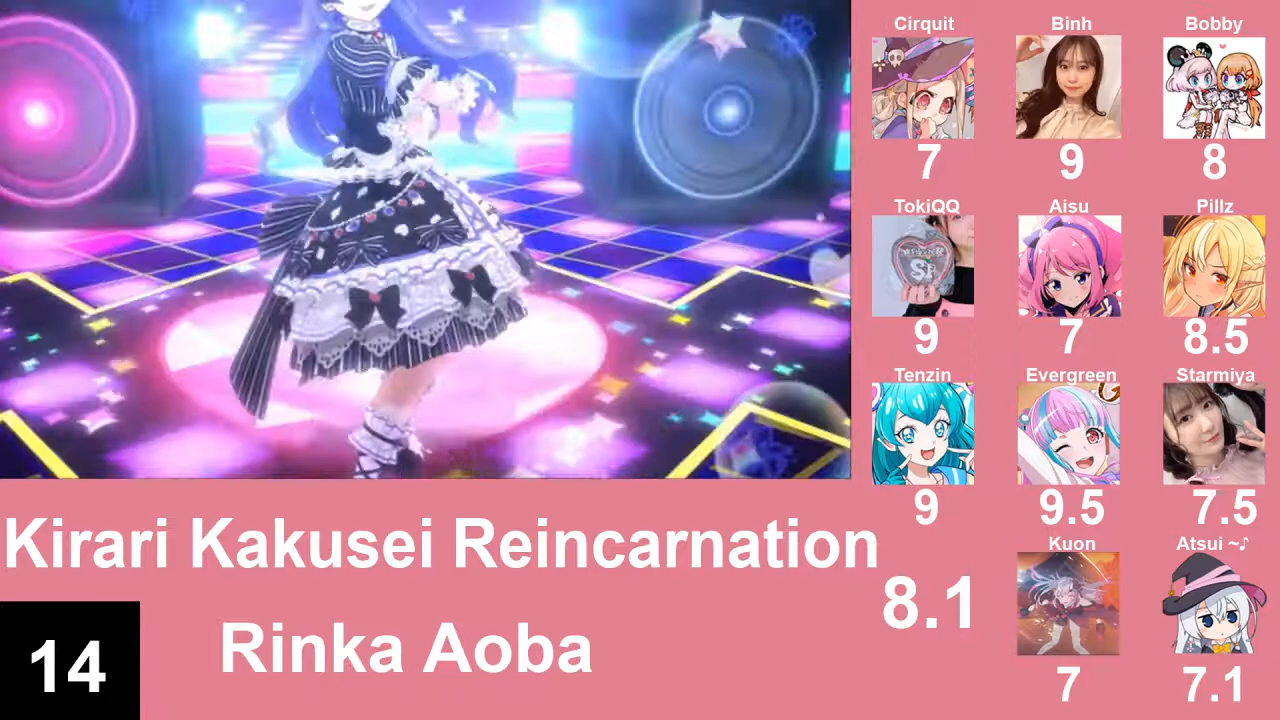 Cirquit
Binh
Bobby
7
9
8
TokiQQ
Aisu
Pillz
9
7
8.5
Tenzin
Evergreen
Starmiya
9
9.5
7.5
Kuon
Atsui ~♪
7
7.1
Kirari Kakusei Reincarnation
8.1
Rinka Aoba
14